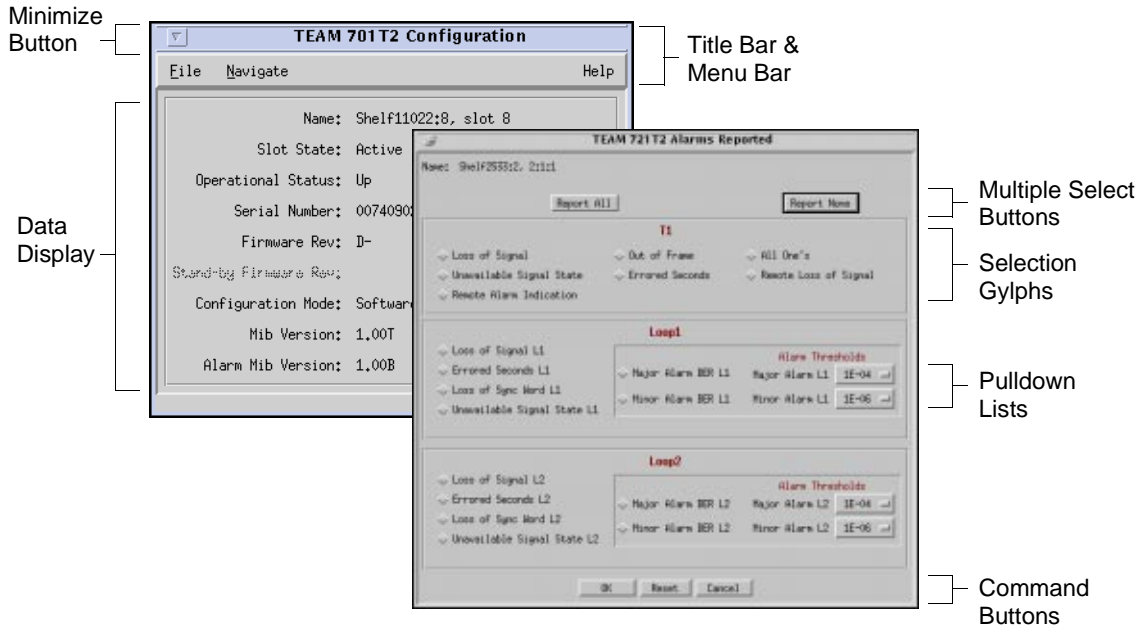 Minimize
Button
TEAM 701T2 Configuration
File Navigate Help
Title Bar &
Menu Bar
Data
Display
Name: Shelf11022:8, slot 8
Slot State: Active
Operational Status: Up
Serial Number: 0074090
Firmware Rev: D-
Stand-by Firmware Rev:
Configuration Mode: Software
Mib Version: 1.00T
Alarm Mib Version: 1.00B
TEAM 721T2 Alarms Reported
Name: Shelf2533:2, 2:1:1
Report All Report None
Multiple Select
Buttons
T1
Loss of Signal Out of Frame All One's
Unavailable Signal State Errored Seconds Remote Loss of Signal
Remote Alarm Indication
Selection
Gylphs
Loop1
Loss of Signal L1
Errored Seconds L1
Loss of Sync Word L1
Unavailable Signal State L1
Alarm Thresholds
Major Alarm BER L1 Major Alarm L1 1E-04
Minor Alarm BER L1 Minor Alarm L1 1E-06
Pulldown
Lists
Loop2
Loss of Signal L2
Errored Seconds L2
Loss of Sync Word L2
Unavailable Signal State L2
Alarm Thresholds
Major Alarm BER L2 Major Alarm L2 1E-04
Minor Alarm BER L2 Minor Alarm L2 1E-06
OK Reset Cancel
Command
Buttons